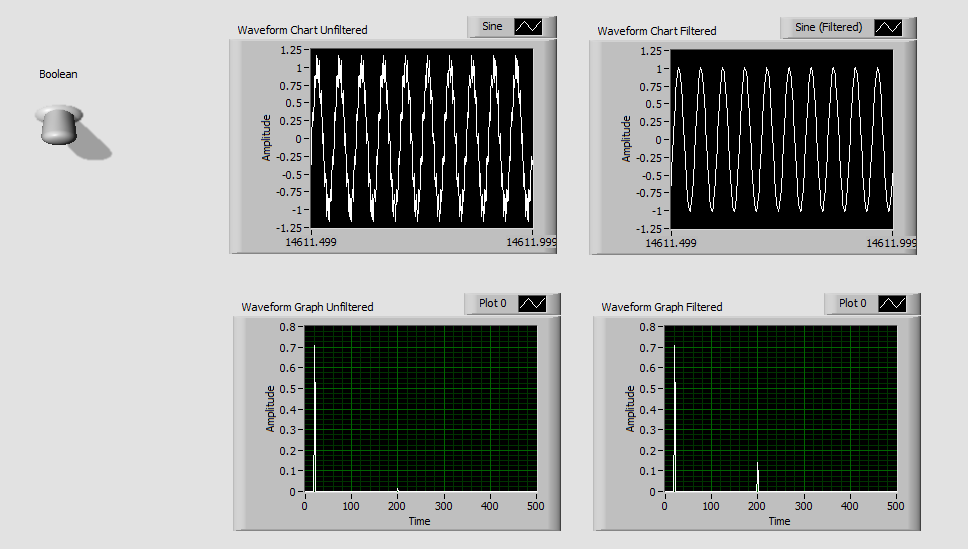 Boolean
Waveform Chart Unfiltered
Sine
Amplitude
1.25
1
0.75
0.5
0.25
0
-0.25
-0.5
-0.75
-1
-1.25
14611.499
14611.999
Waveform Chart Filtered
Sine (Filtered)
Amplitude
1.25
1
0.75
0.5
0.25
0
-0.25
-0.5
-0.75
-1
-1.25
14611.499
14611.999
Waveform Graph Unfiltered
Plot 0
Amplitude
0.8
0.7
0.6
0.5
0.4
0.3
0.2
0.1
0
0 100 200 300 400 500
Time
Waveform Graph Filtered
Plot 0
Amplitude
0.8
0.7
0.6
0.5
0.4
0.3
0.2
0.1
0
0 100 200 300 400 500
Time